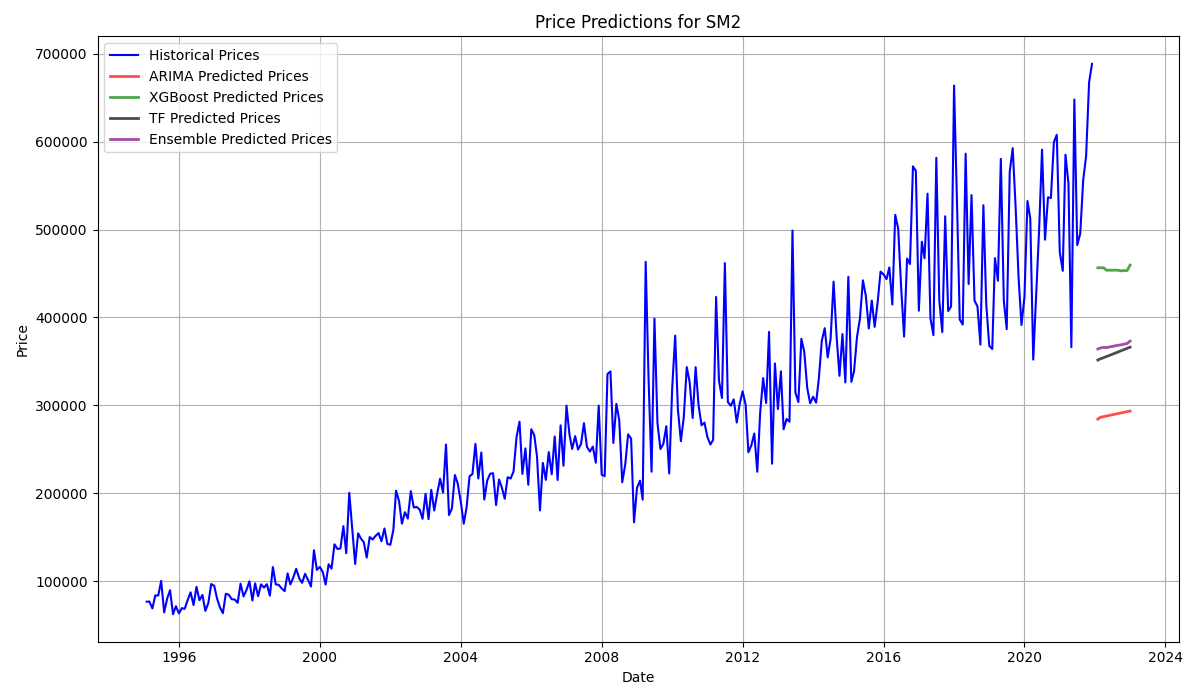 Price Predictions for SM2
Historical Prices
ARIMA Predicted Prices
XGBoost Predicted Prices
TF Predicted Prices
Ensemble Predicted Prices
Price
700000
600000
500000
400000
300000
200000
100000
1996 2000 2004 2008 2012 2016 2020 2024
Date